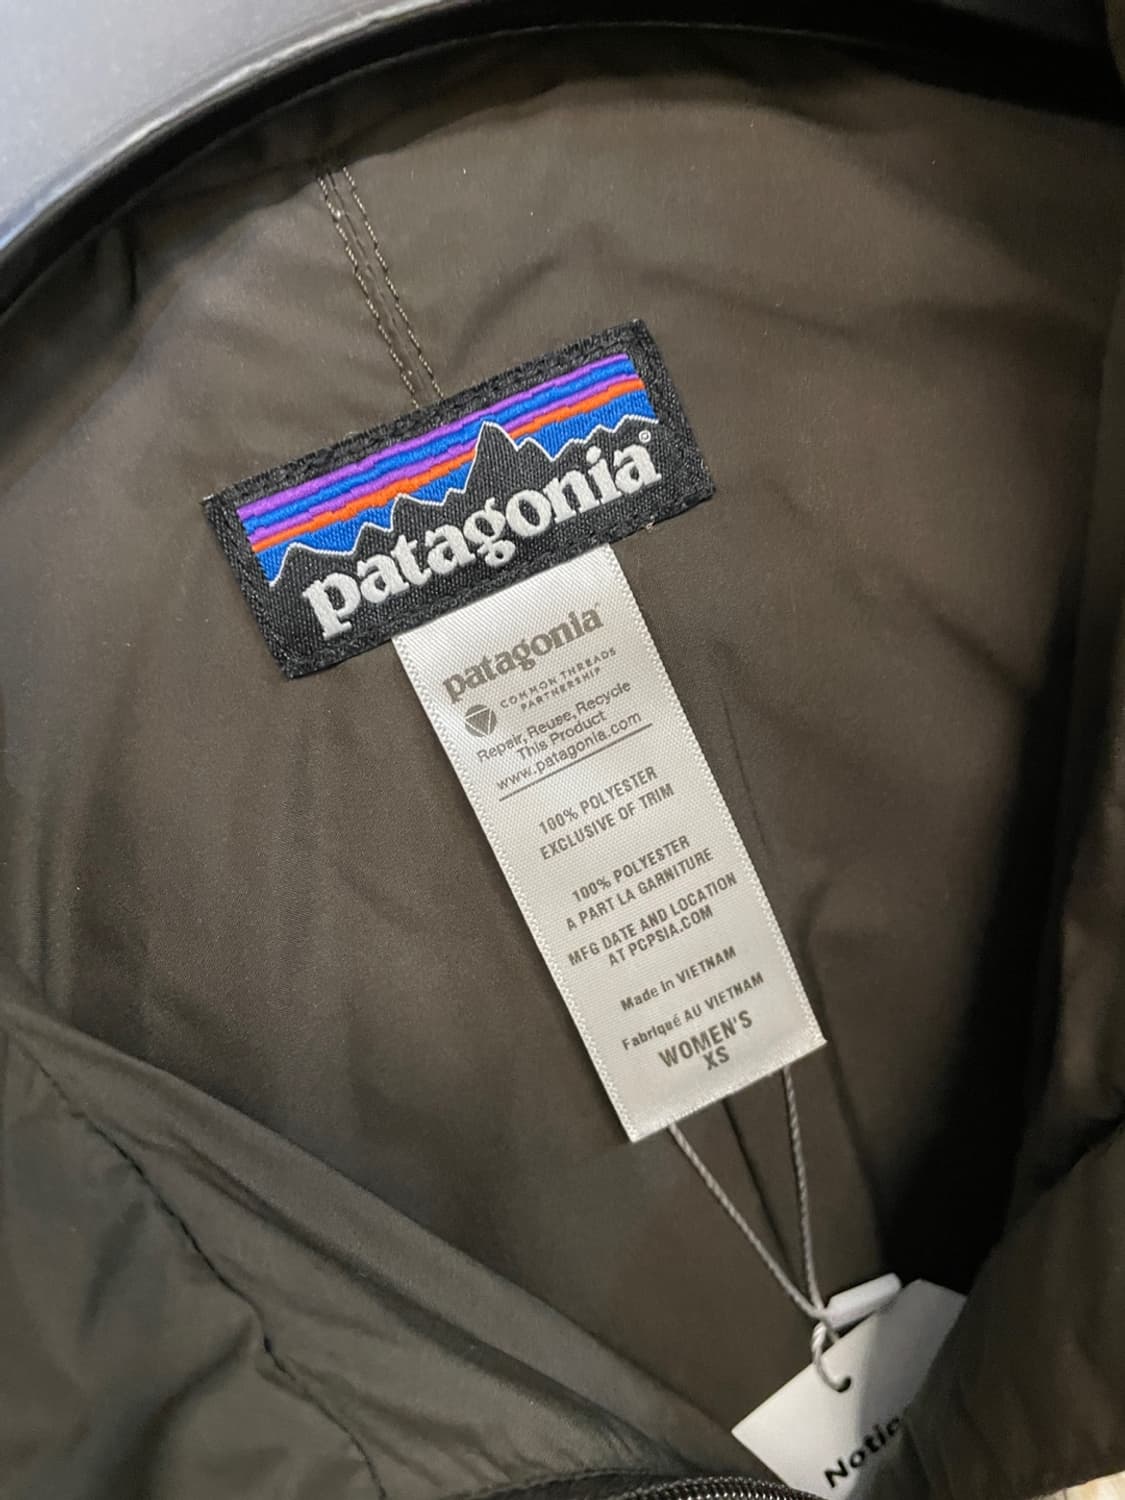 patagonia®
patagonia
COMMON THREADS
PARTNERSHIP
Repair, Reuse, Recycle
This Product
www.patagonia.com
100% POLYESTER
EXCLUSIVE OF TRIM
100% POLYESTER
A PART LA GARNITURE
MFG DATE AND LOCATION
AT PCPSIA.COM
Made in VIETNAM
Fabriqué AU VIETNAM
WOMEN'S
XS